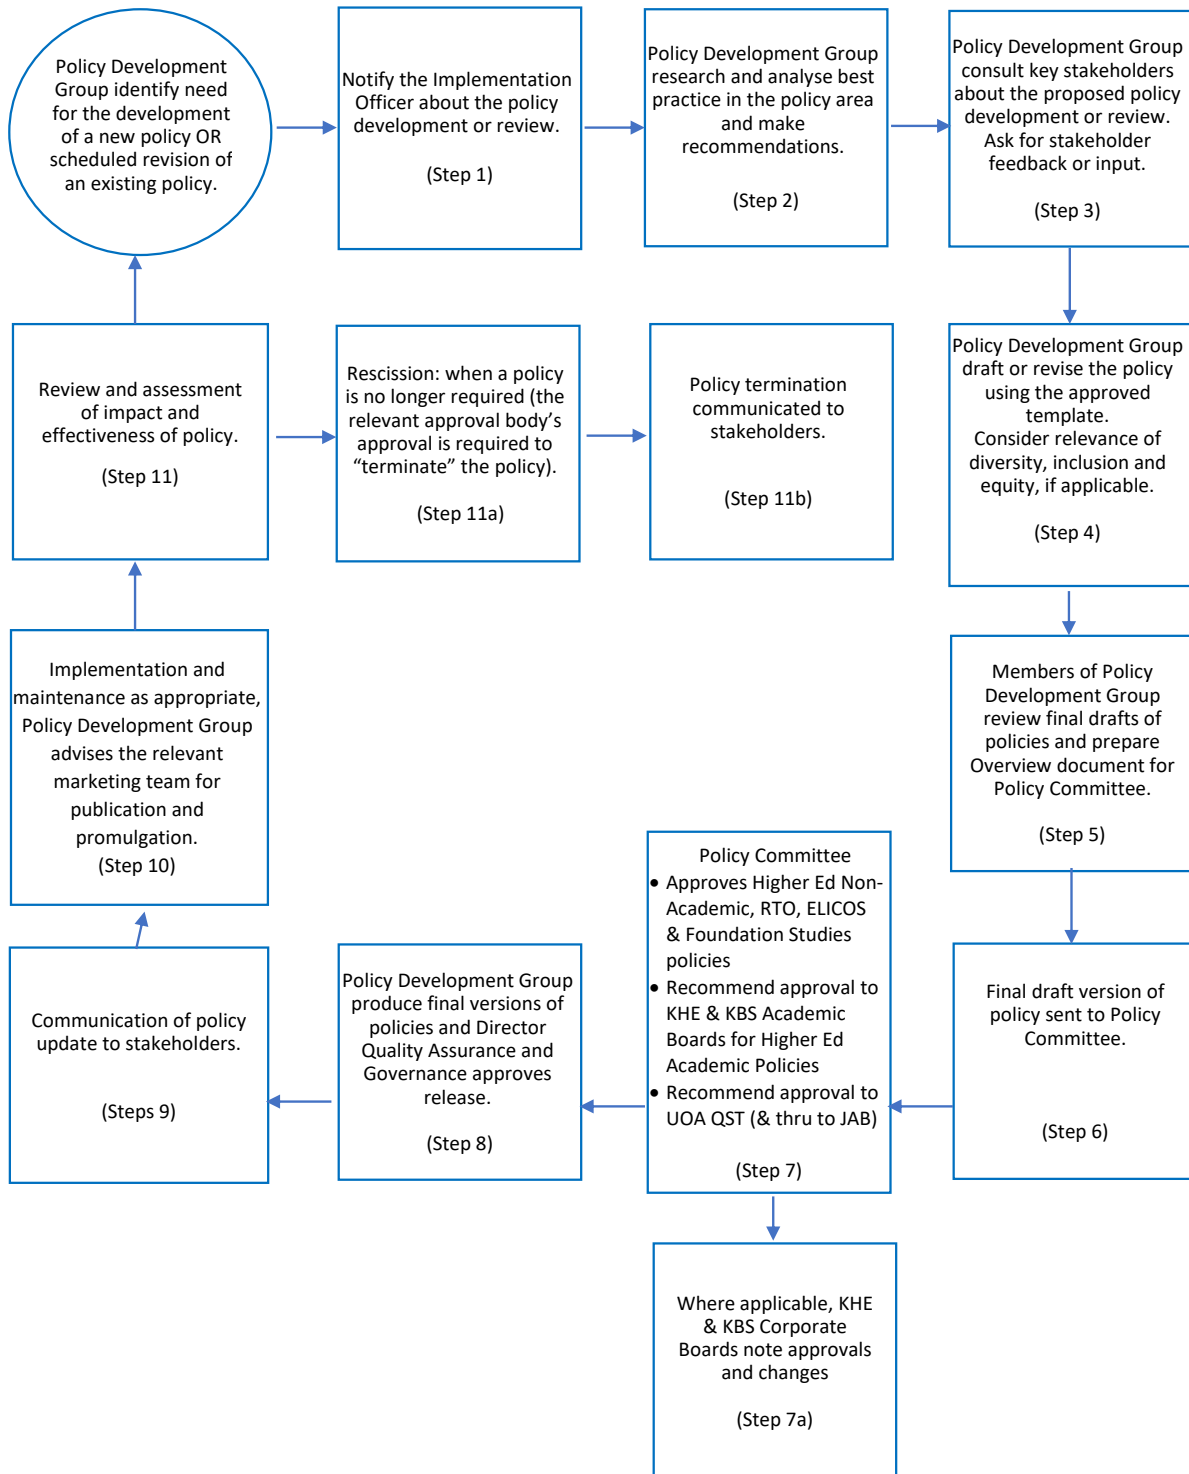 Policy Development
Group identify need
for the development
of a new policy OR
scheduled revision of
an existing policy.
Notify the Implementation
Officer about the policy
development or review.
(Step 1)
Policy Development Group
research and analyse best
practice in the policy area
and make
recommendations.
(Step 2)
Policy Development Group
consult key stakeholders
about the proposed policy
development or review.
Ask for stakeholder
feedback or input.
(Step 3)
Policy Development Group
draft or revise the policy
using the approved
template.
Consider relevance of
diversity, inclusion and
equity, if applicable.
(Step 4)
Members of Policy
Development Group
review final drafts of
policies and prepare
Overview document for
Policy Committee.
(Step 5)
Final draft version of
policy sent to Policy
Committee.
(Step 6)
Policy Committee
• Approves Higher Ed Non-
Academic, RTO, ELICOS
& Foundation Studies
policies
• Recommend approval to
KHE & KBS Academic
Boards for Higher Ed
Academic Policies
• Recommend approval to
UOA QST (& thru to JAB)
(Step 7)
Where applicable, KHE
& KBS Corporate
Boards note approvals
and changes
(Step 7a)
Policy Development Group
produce final versions of
policies and Director
Quality Assurance and
Governance approves
release.
(Step 8)
Communication of policy
update to stakeholders.
(Steps 9)
Implementation and
maintenance as appropriate,
Policy Development Group
advises the relevant
marketing team for
publication and
promulgation.
(Step 10)
Review and assessment
of impact and
effectiveness of policy.
(Step 11)
Rescission: when a policy
is no longer required (the
relevant approval body’s
approval is required to
“terminate” the policy).
(Step 11a)
Policy termination
communicated to
stakeholders.
(Step 11b)